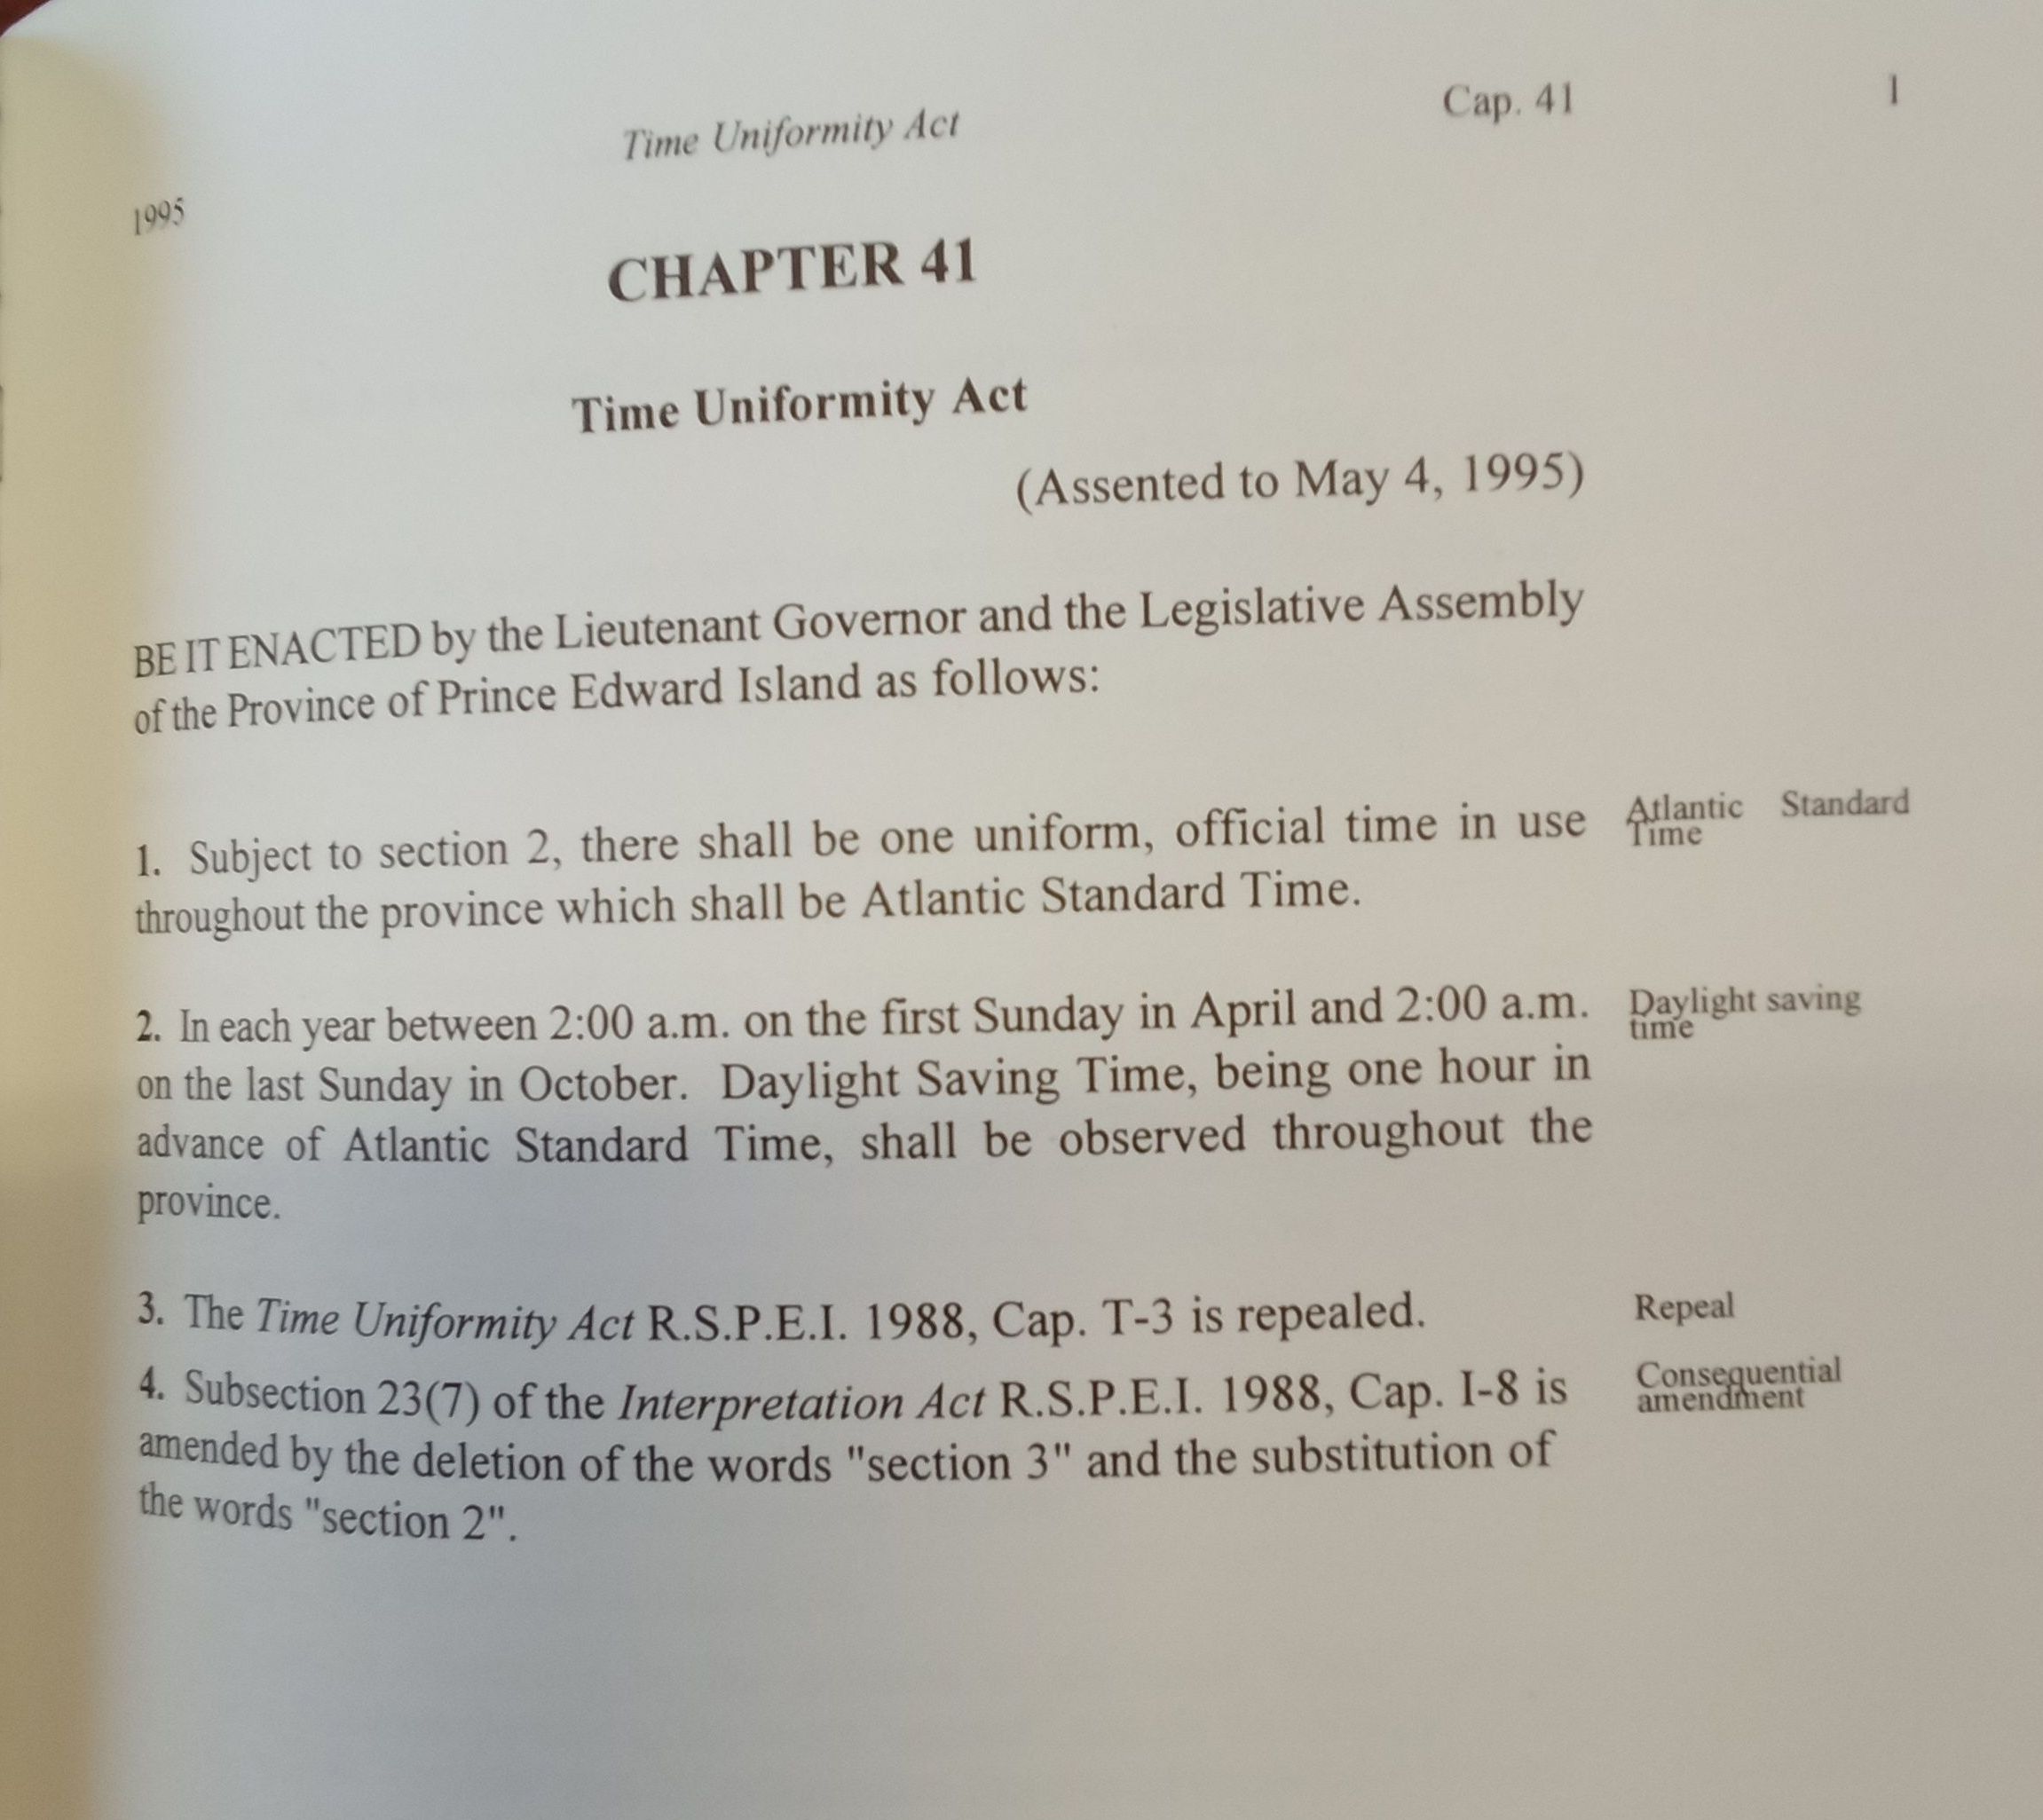 Time Uniformity Act Cap. 41 1
1995
CHAPTER 41
Time Uniformity Act
(Assented to May 4, 1995)
BE IT ENACTED by the Lieutenant Governor and the Legislative Assembly
of the Province of Prince Edward Island as follows:
1. Subject to section 2, there shall be one uniform, official time in use
throughout the province which shall be Atlantic Standard Time.
Atlantic Standard
Time
2. In each year between 2:00 a.m. on the first Sunday in April and 2:00 a.m.
on the last Sunday in October. Daylight Saving Time, being one hour in
advance of Atlantic Standard Time, shall be observed throughout the
province.
Daylight saving
time
3. The Time Uniformity Act R.S.P.E.I. 1988, Cap. T-3 is repealed.
Repeal
4. Subsection 23(7) of the Interpretation Act R.S.P.E.I. 1988, Cap. I-8 is
amended by the deletion of the words "section 3" and the substitution of
the words "section 2".
Consequential
amendment